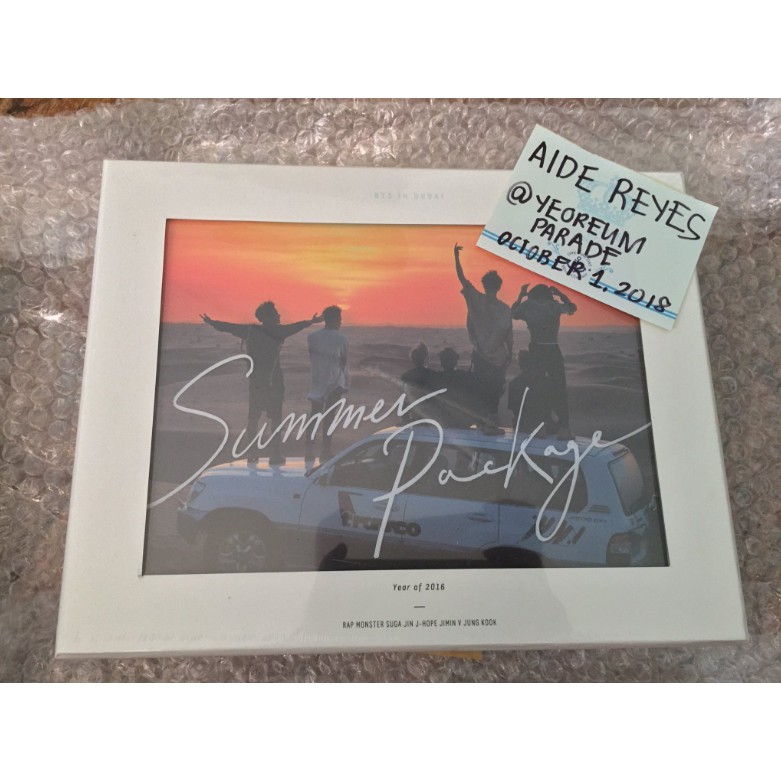 BTS IN DUBAI
AIDE REYES
@YEOREUM
PARADE
OCTOBER 1, 2018
Summer
Package
Year of 2016
RAP MONSTER SUGA JIN J-HOPE JIMIN V JUNG KOOK